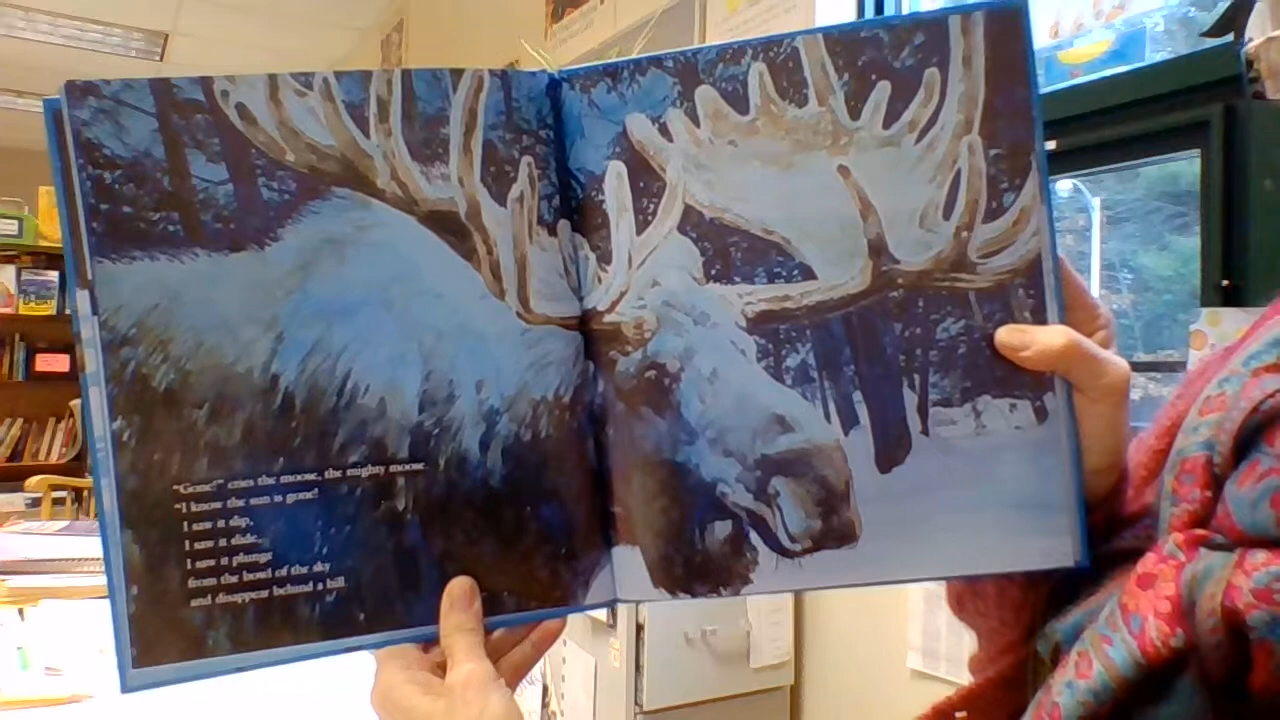 "Gone!" cries the moose, the mighty moose.
"I know the sun is gone!
I saw it slip,
I saw it slide,
I saw it plunge
from the bowl of the sky
and disappear behind a hill.